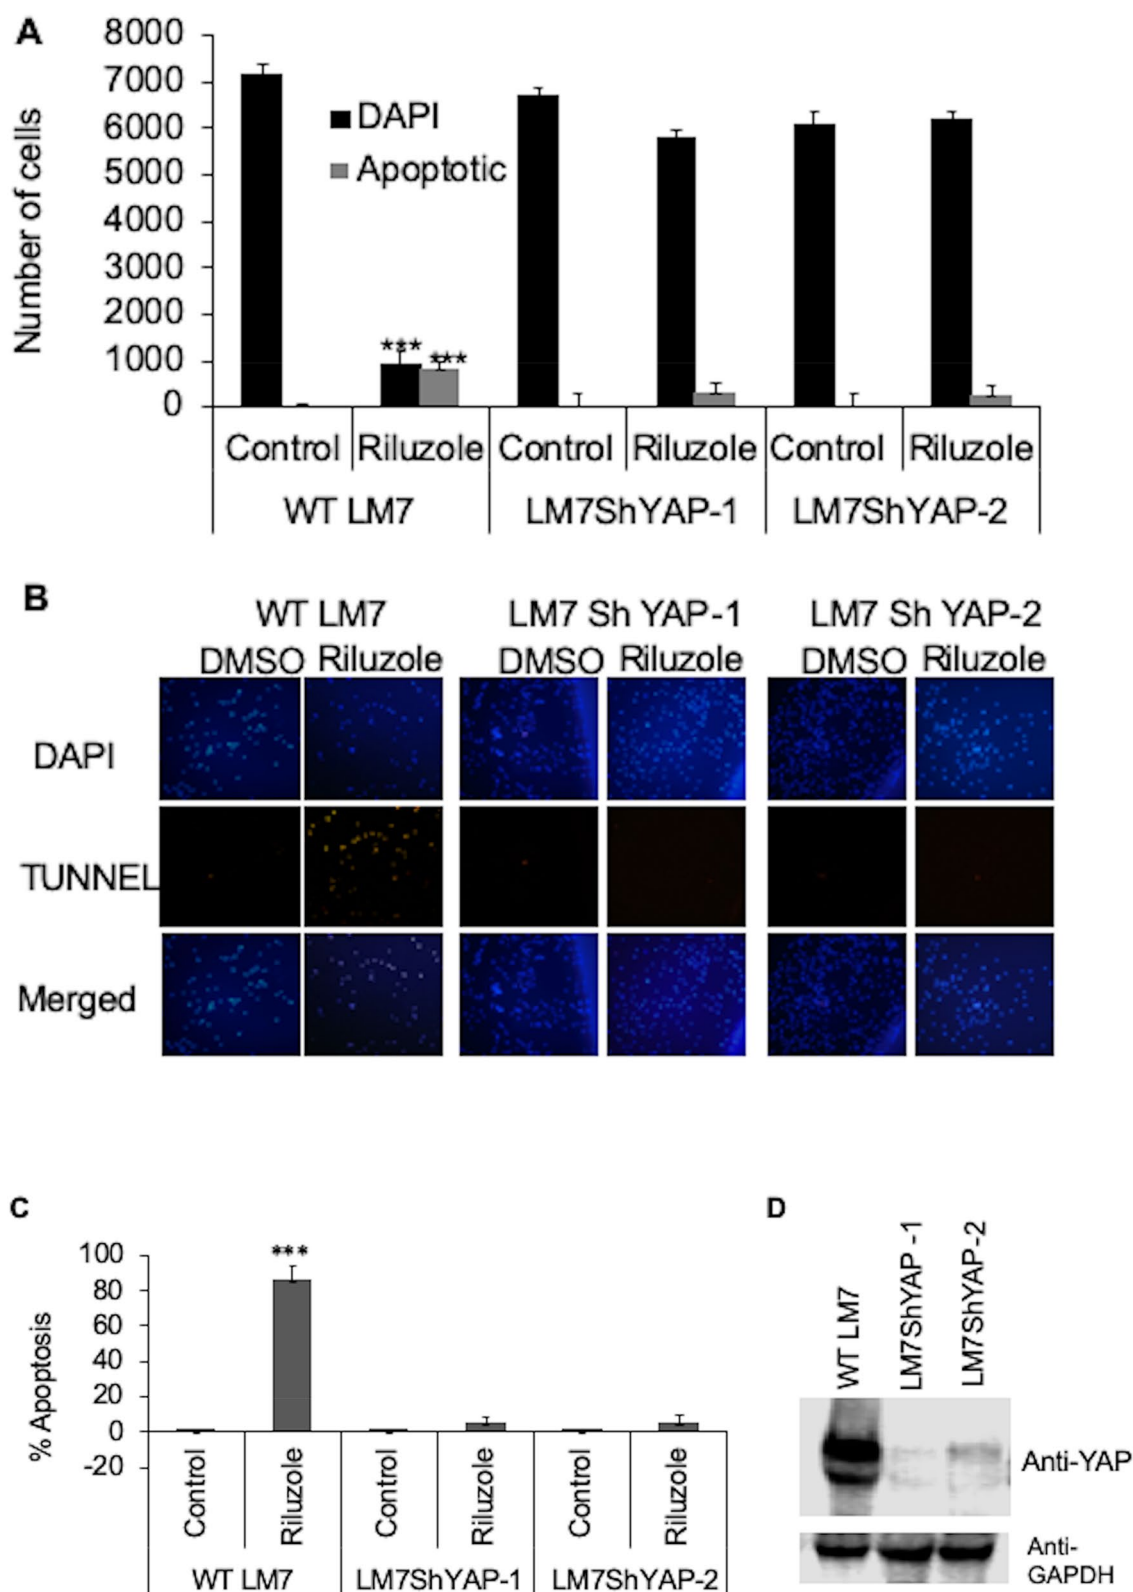 A
8000
7000
6000
5000
4000
3000
2000
1000
0
Number of cells
DAPI
Apoptotic
*** ***
Control Riluzole Control Riluzole Control Riluzole
WT LM7 LM7ShYAP-1 LM7ShYAP-2
B
WT LM7 LM7 Sh YAP-1 LM7 Sh YAP-2
DMSO Riluzole DMSO Riluzole DMSO Riluzole
DAPI
TUNNEL
Merged
C
100
80
60
40
20
0
-20
% Apoptosis
***
Control Riluzole Control Riluzole Control Riluzole
WT LM7 LM7ShYAP-1 LM7ShYAP-2
D
WT LM7
LM7ShYAP -1
LM7ShYAP-2
Anti-YAP
Anti-
GAPDH